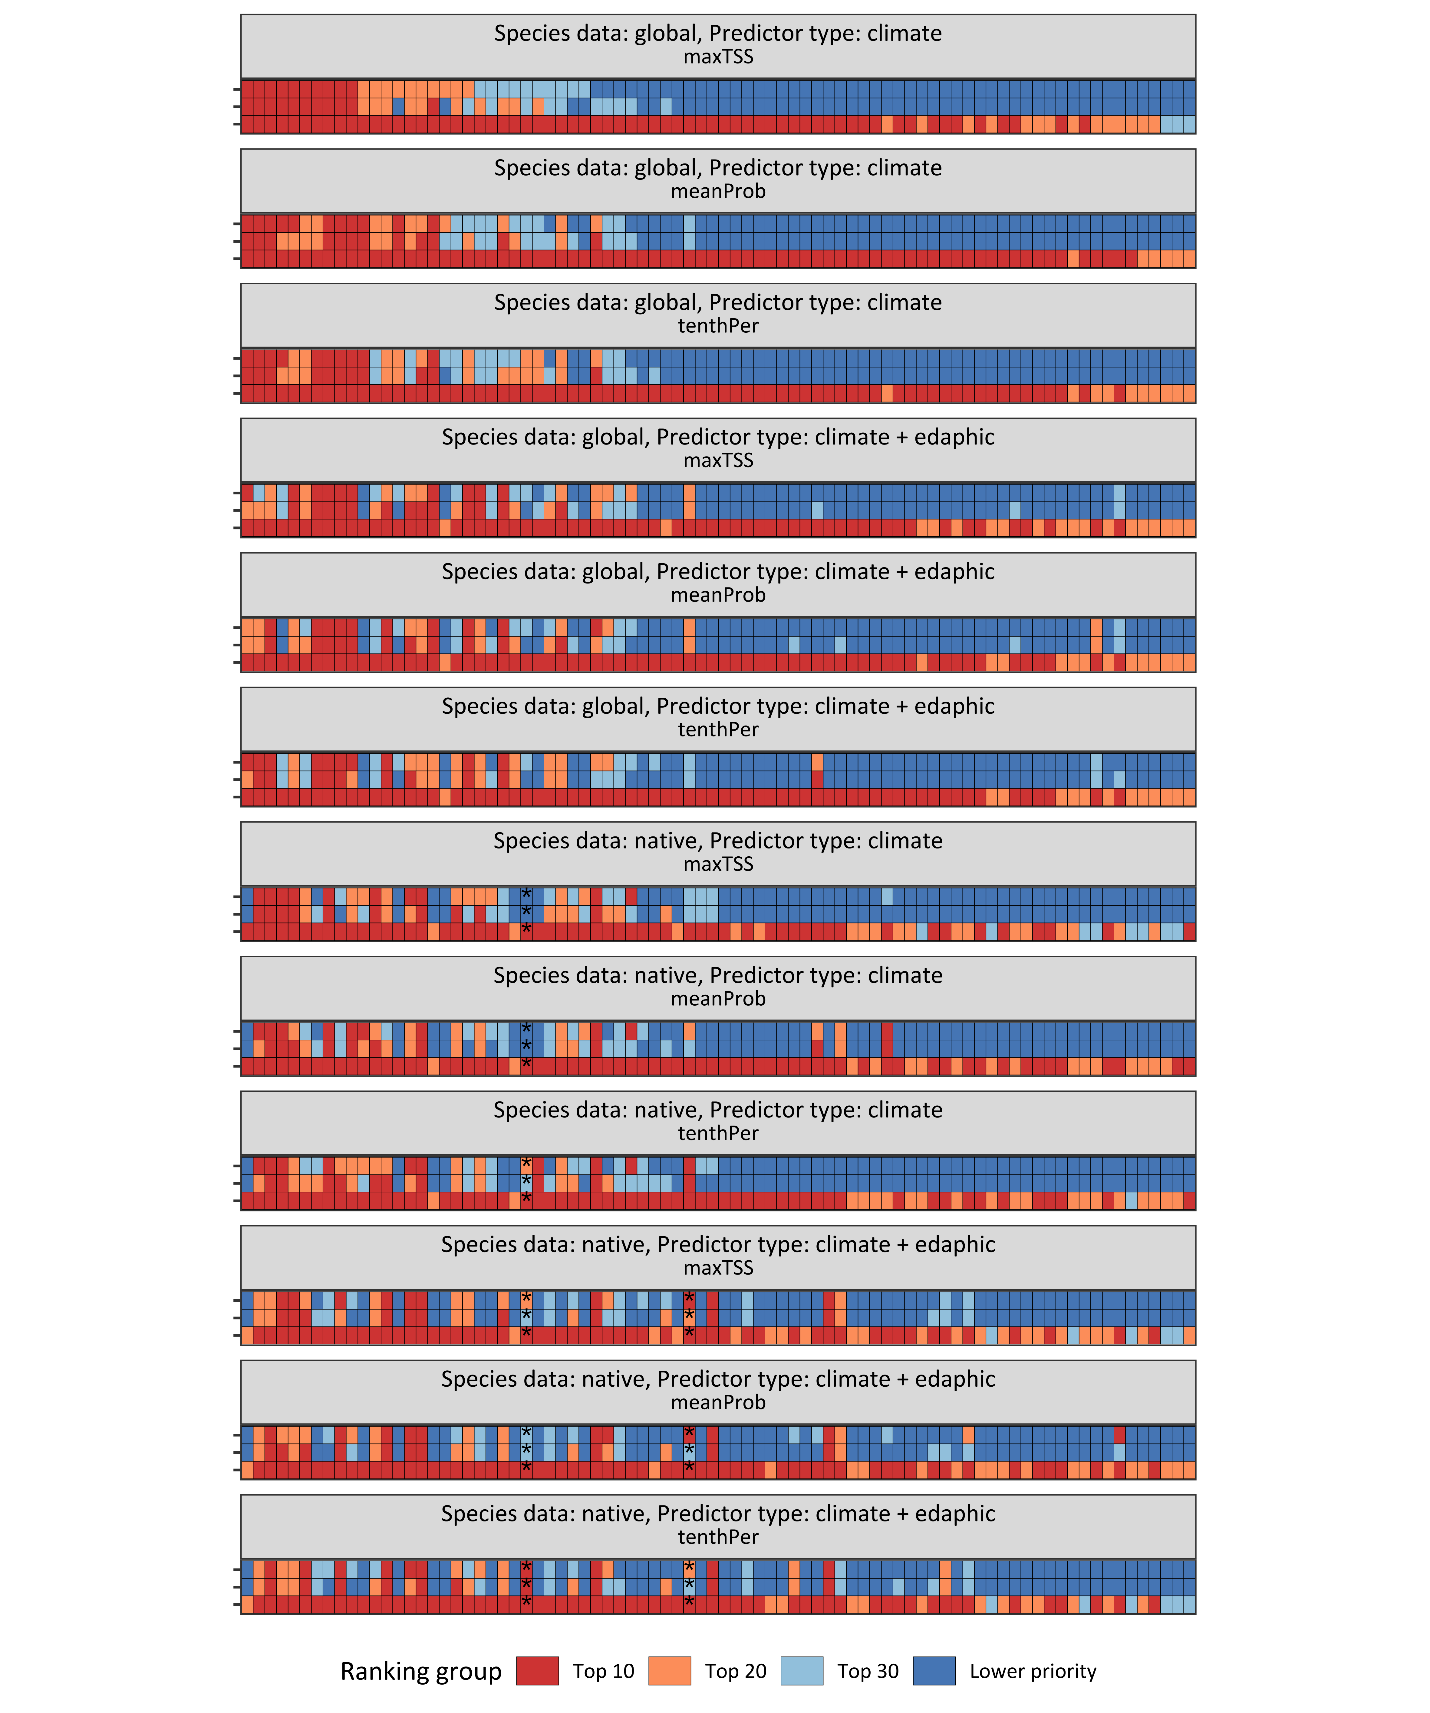 Species data: global, Predictor type: climate
maxTSS
Species data: global, Predictor type: climate
meanProb
Species data: global, Predictor type: climate
tenthPer
Species data: global, Predictor type: climate + edaphic
maxTSS
Species data: global, Predictor type: climate + edaphic
meanProb
Species data: global, Predictor type: climate + edaphic
tenthPer
Species data: native, Predictor type: climate
maxTSS
*
*
*
Species data: native, Predictor type: climate
meanProb
*
*
*
Species data: native, Predictor type: climate
tenthPer
*
*
*
Species data: native, Predictor type: climate + edaphic
maxTSS
* *
* *
* *
Species data: native, Predictor type: climate + edaphic
meanProb
* *
* *
* *
Species data: native, Predictor type: climate + edaphic
tenthPer
* *
* *
* *
Ranking group Top 10 Top 20 Top 30 Lower priority